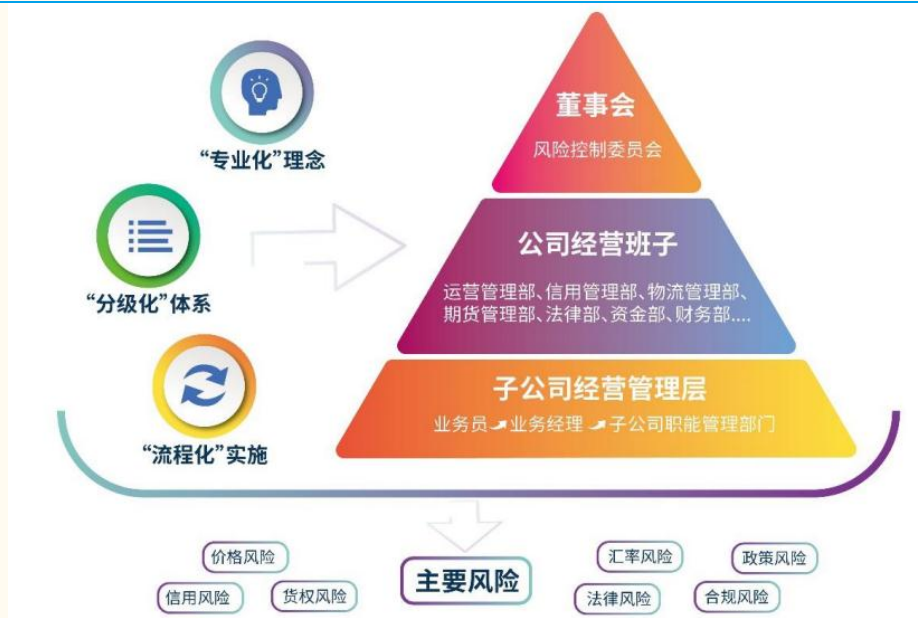 “专业化”理念
“分级化”体系
“流程化”实施
董事会
风险控制委员会
公司经营班子
运营管理部、信用管理部、物流管理部、
期货管理部、法律部、资金部、财务部....
子公司经营管理层
业务员➚业务经理➚子公司职能管理部门
主要风险
价格风险
信用风险
货权风险
汇率风险
政策风险
法律风险
合规风险